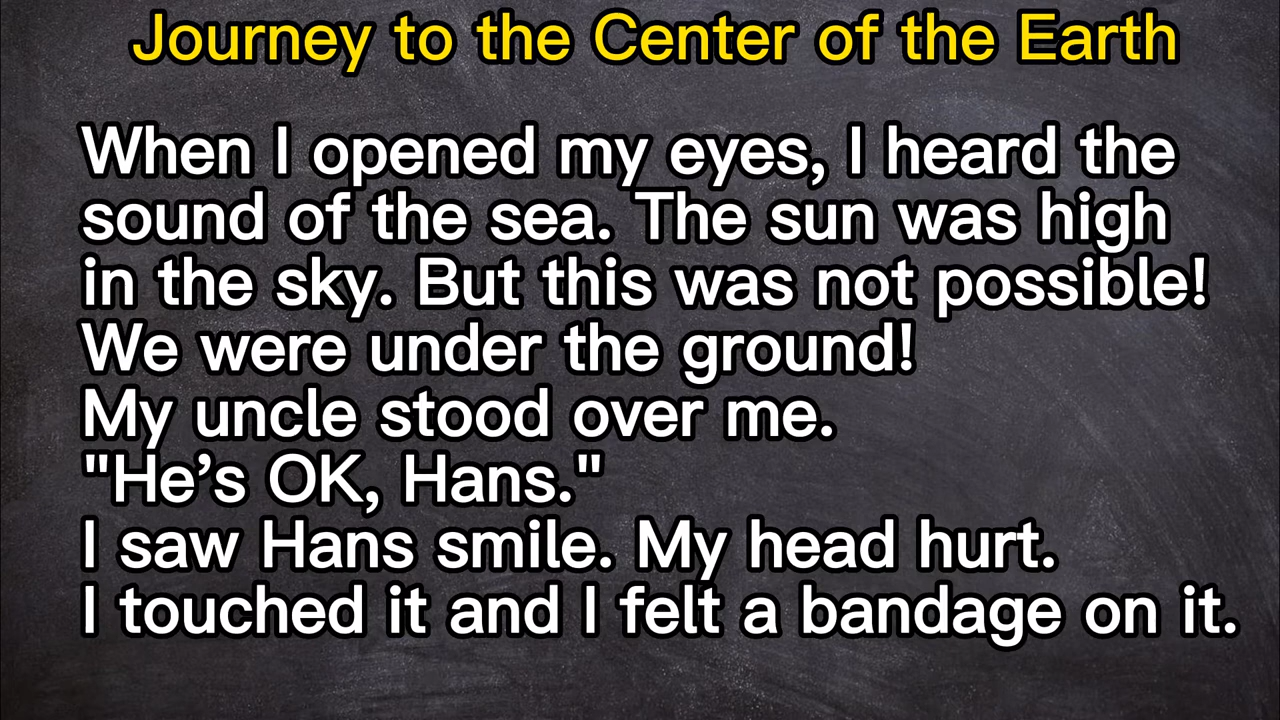 Journey to the Center of the Earth
When I opened my eyes, I heard the
sound of the sea. The sun was high
in the sky. But this was not possible!
We were under the ground!
My uncle stood over me.
"He’s OK, Hans."
I saw Hans smile. My head hurt.
I touched it and I felt a bandage on it.